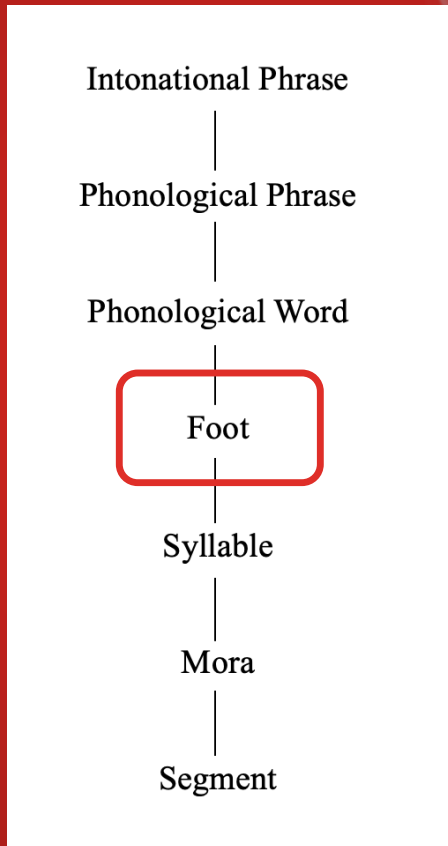 Intonational Phrase
Phonological Phrase
Phonological Word
Foot
Syllable
Mora
Segment